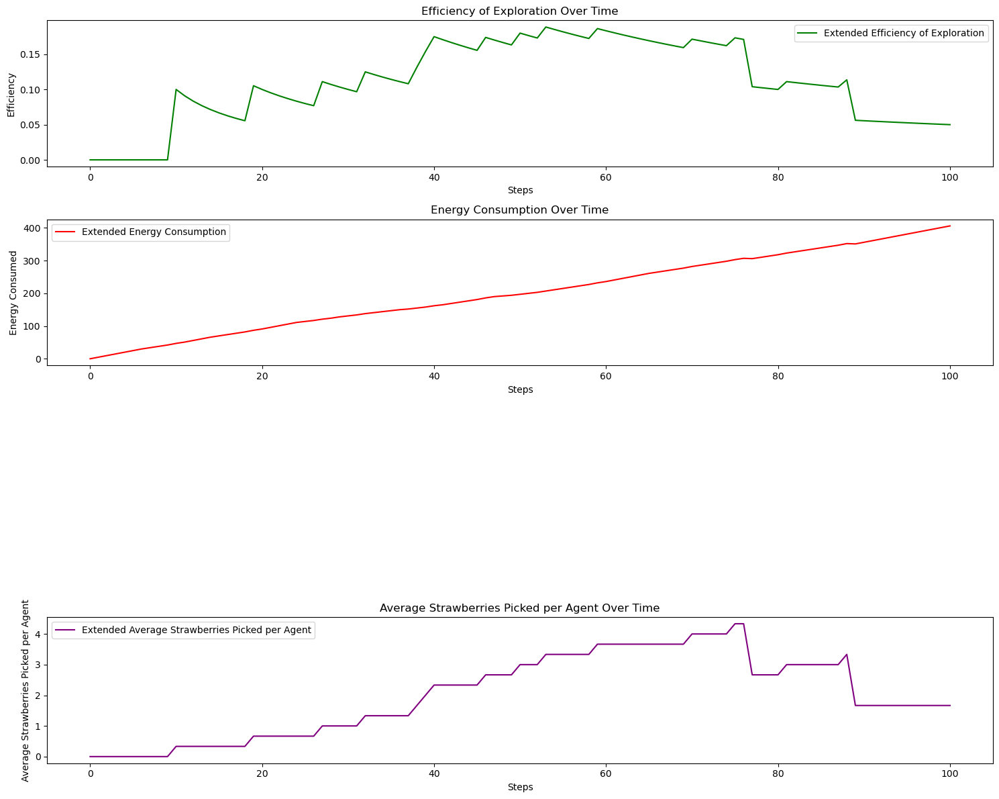 Efficiency of Exploration Over Time
Extended Efficiency of Exploration
Efficiency
0.15
0.10
0.05
0.00
0 20 40 60 80 100
Steps
Energy Consumption Over Time
Extended Energy Consumption
Energy Consumed
400
300
200
100
0
0 20 40 60 80 100
Steps
Average Strawberries Picked per Agent Over Time
Extended Average Strawberries Picked per Agent
Average Strawberries Picked per Agent
4
3
2
1
0
0 20 40 60 80 100
Steps